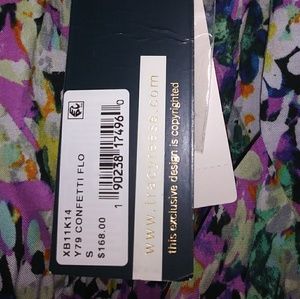 XB11K14
Y79 CONFETTI FLO
S
$168.00
1 90238 17496 0
www.tracyreese.com
this exclusive design is copyrighted